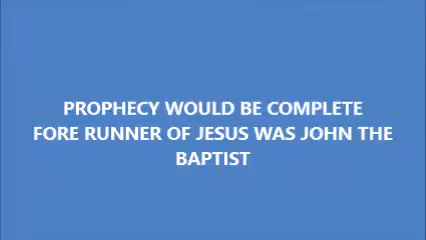 PROPHECY WOULD BE COMPLETE
FORE RUNNER OF JESUS WAS JOHN THE
BAPTIST